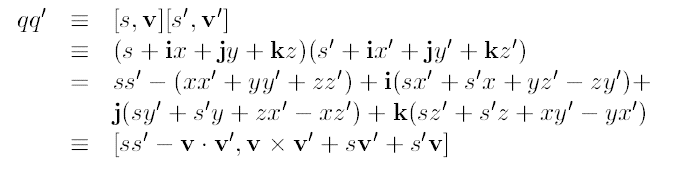 qq′ ≡ [s, v][s′, v′]
≡ (s + ix + jy + kz)(s′ + ix′ + jy′ + kz′)
= ss′ − (xx′ + yy′ + zz′) + i(sx′ + s′x + yz′ − zy′)+
j(sy′ + s′y + zx′ − xz′) + k(sz′ + s′z + xy′ − yx′)
≡ [ss′ − v · v′, v × v′ + sv′ + s′v]